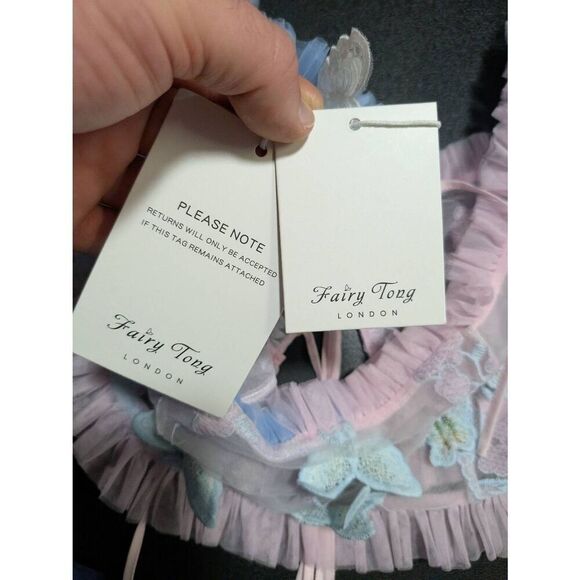 PLEASE NOTE
RETURNS WILL ONLY BE ACCEPTED
IF THIS TAG REMAINS ATTACHED
Fairy Tong
LONDON
Fairy Tong
LONDON